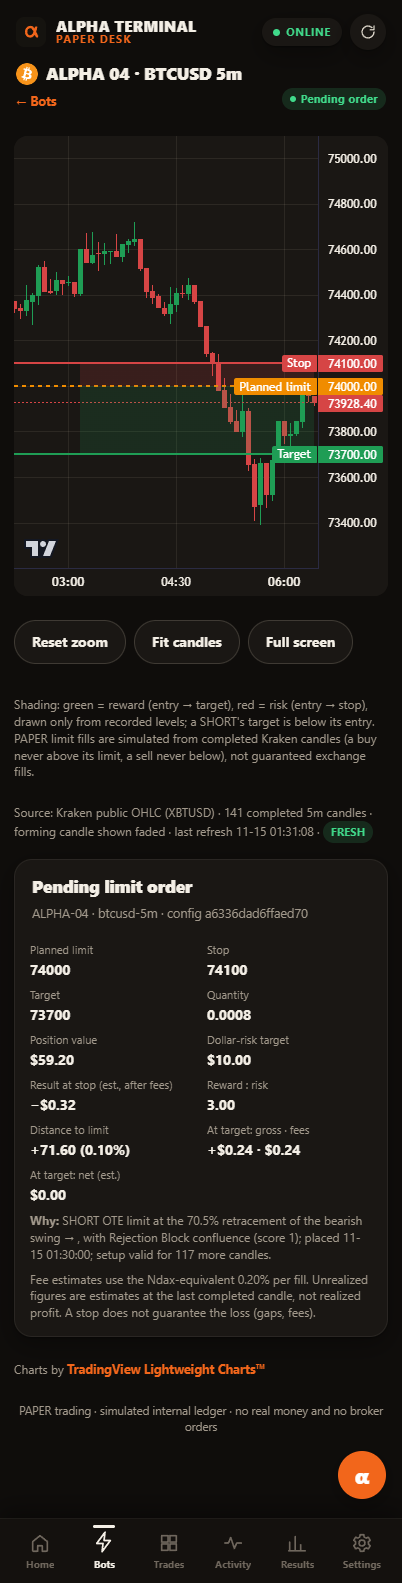 α
ALPHA TERMINAL
PAPER DESK
ONLINE
ALPHA 04 · BTCUSD 5m
← Bots
Pending order
75000.00
74800.00
74600.00
74400.00
74200.00
Stop 74100.00
Planned limit 74000.00
73928.40
73800.00
Target 73700.00
73600.00
73400.00
03:00 04:30 06:00
Reset zoom
Fit candles
Full screen
Shading: green = reward (entry → target), red = risk (entry → stop),
drawn only from recorded levels; a SHORT's target is below its entry.
PAPER limit fills are simulated from completed Kraken candles (a buy
never above its limit, a sell never below), not guaranteed exchange
fills.
Source: Kraken public OHLC (XBTUSD) · 141 completed 5m candles ·
forming candle shown faded · last refresh 11-15 01:31:08 · FRESH
Pending limit order
ALPHA-04 · btcusd-5m · config a6336dad6ffaed70
Planned limit Stop
74000 74100
Target Quantity
73700 0.0008
Position value Dollar-risk target
$59.20 $10.00
Result at stop (est., after fees) Reward : risk
−$0.32 3.00
Distance to limit At target: gross · fees
+71.60 (0.10%) +$0.24 · $0.24
At target: net (est.)
$0.00
Why: SHORT OTE limit at the 70.5% retracement of the bearish
swing → , with Rejection Block confluence (score 1); placed 11-
15 01:30:00; setup valid for 117 more candles.
Fee estimates use the Ndax-equivalent 0.20% per fill. Unrealized
figures are estimates at the last completed candle, not realized
profit. A stop does not guarantee the loss (gaps, fees).
Charts by TradingView Lightweight Charts™
PAPER trading · simulated internal ledger · no real money and no broker
orders
α
Home Bots Trades Activity Results Settings